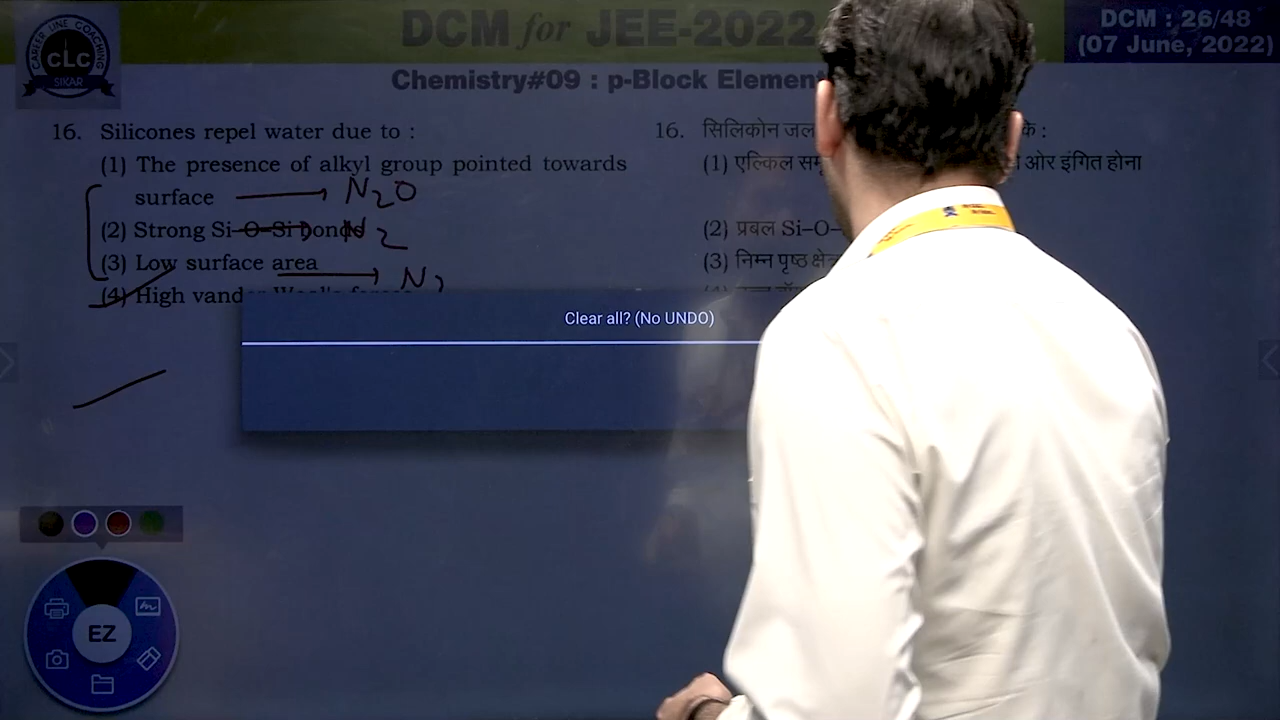 DCM for JEE-2022
DCM : 26/48
(07 June, 2022)
CAREER LINE COACHING
CLC
SIKAR
Chemistry#09 : p-Block Element
16. Silicones repel water due to :
(1) The presence of alkyl group pointed towards
surface → N2O
(2) Strong Si–O–Si bonds N2
(3) Low surface area → N2
(4) High vander Waal's forces
16. सिलिकोन जल
(1) एल्किल समू ओर इंगित होना
(2) प्रबल Si–O–
(3) निम्न पृष्ठ क्षेत्र
Clear all? (No UNDO)
EZ